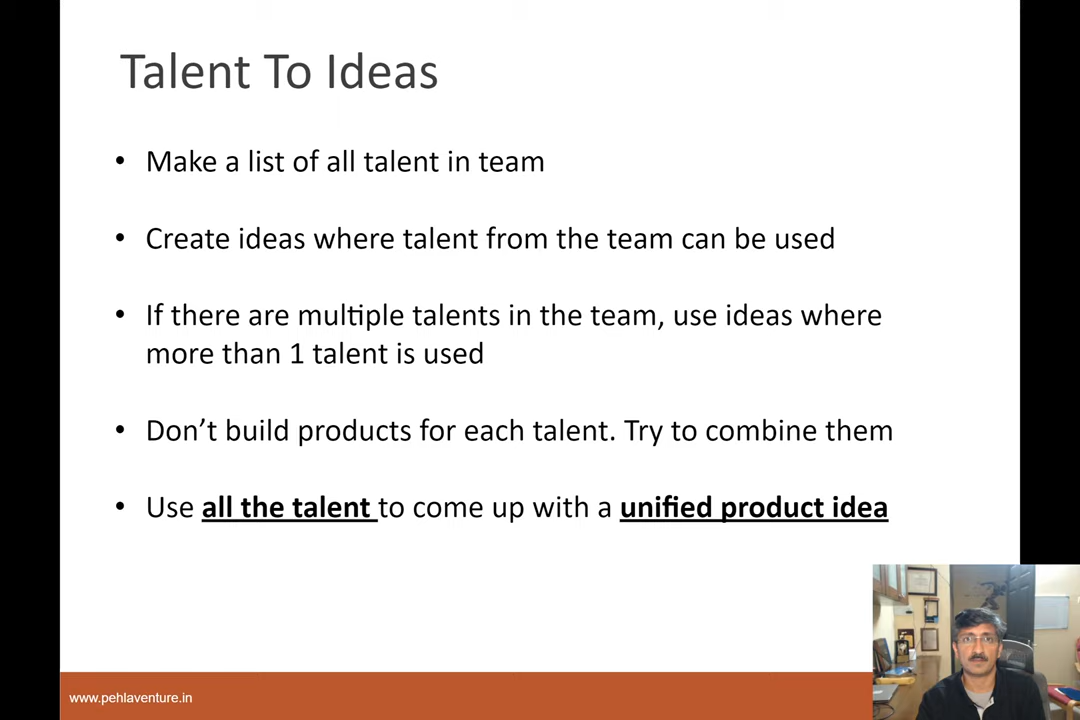 Talent To Ideas
• Make a list of all talent in team
• Create ideas where talent from the team can be used
• If there are multiple talents in the team, use ideas where
more than 1 talent is used
• Don’t build products for each talent. Try to combine them
• Use all the talent to come up with a unified product idea
www.pehlaventure.in